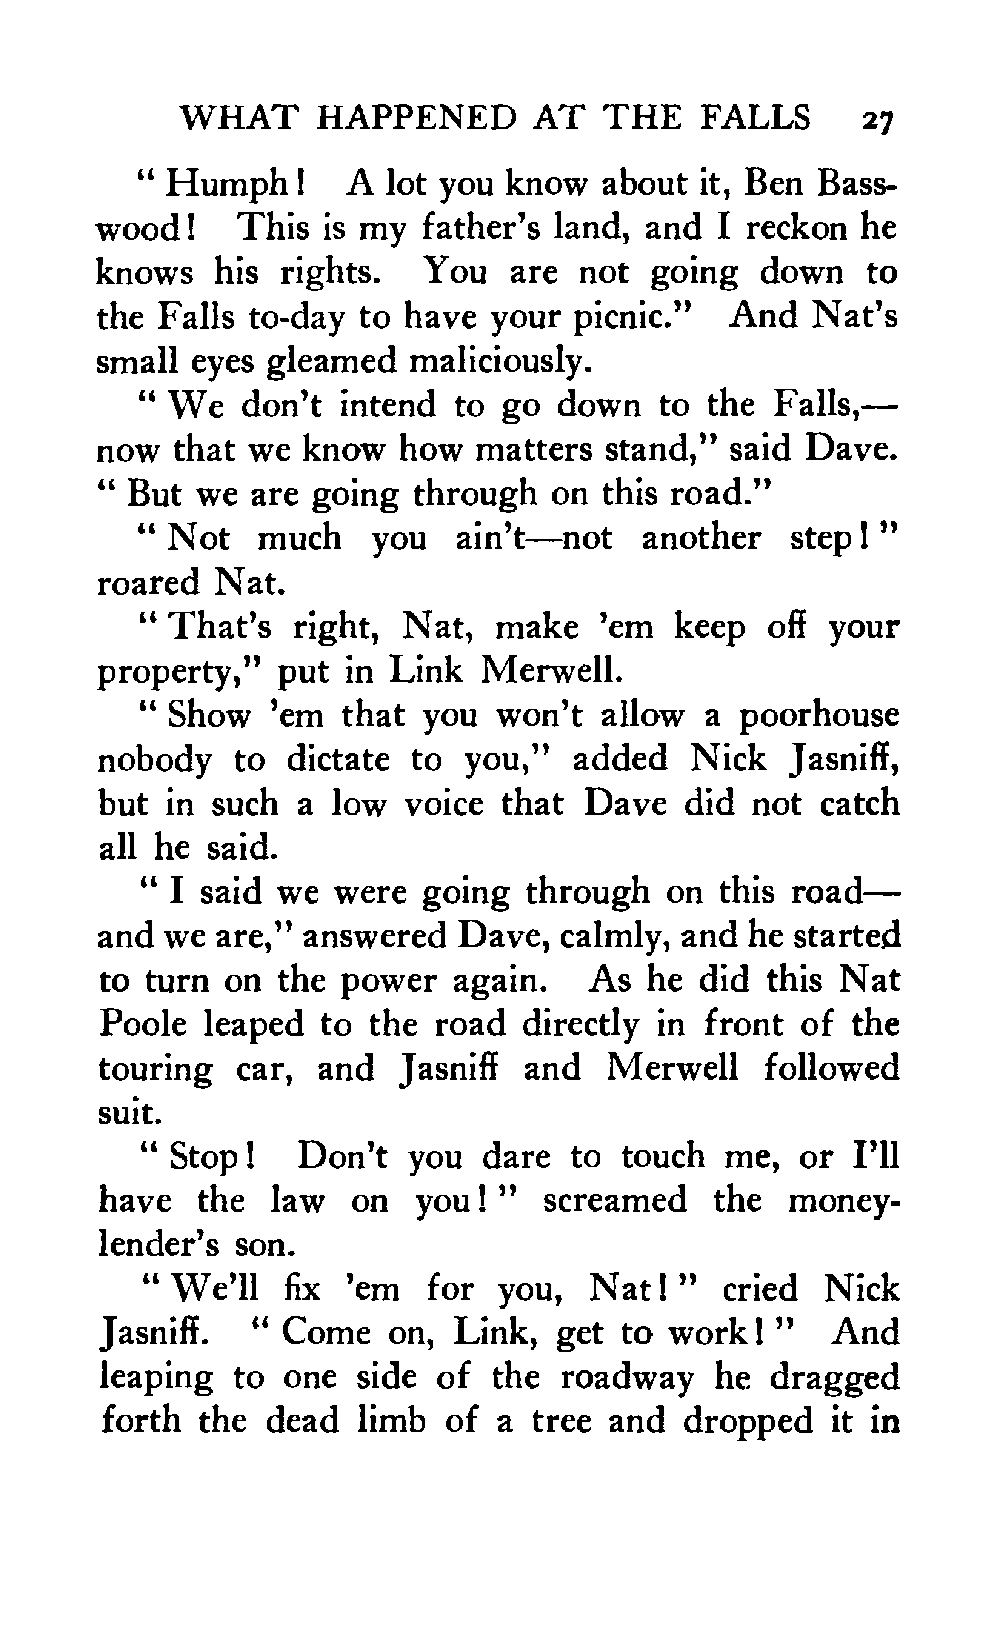 WHAT HAPPENED AT THE FALLS 27
" Humph! A lot you know about it, Ben Bass-
wood! This is my father's land, and I reckon he
knows his rights. You are not going down to
the Falls to-day to have your picnic." And Nat's
small eyes gleamed maliciously.
" We don't intend to go down to the Falls,—
now that we know how matters stand," said Dave.
" But we are going through on this road."
" Not much you ain't—not another step! "
roared Nat.
" That's right, Nat, make 'em keep off your
property," put in Link Merwell.
" Show 'em that you won't allow a poorhouse
nobody to dictate to you," added Nick Jasniff,
but in such a low voice that Dave did not catch
all he said.
" I said we were going through on this road—
and we are," answered Dave, calmly, and he started
to turn on the power again. As he did this Nat
Poole leaped to the road directly in front of the
touring car, and Jasniff and Merwell followed
suit.
" Stop! Don't you dare to touch me, or I'll
have the law on you! " screamed the money-
lender's son.
" We'll fix 'em for you, Nat! " cried Nick
Jasniff. " Come on, Link, get to work! " And
leaping to one side of the roadway he dragged
forth the dead limb of a tree and dropped it in